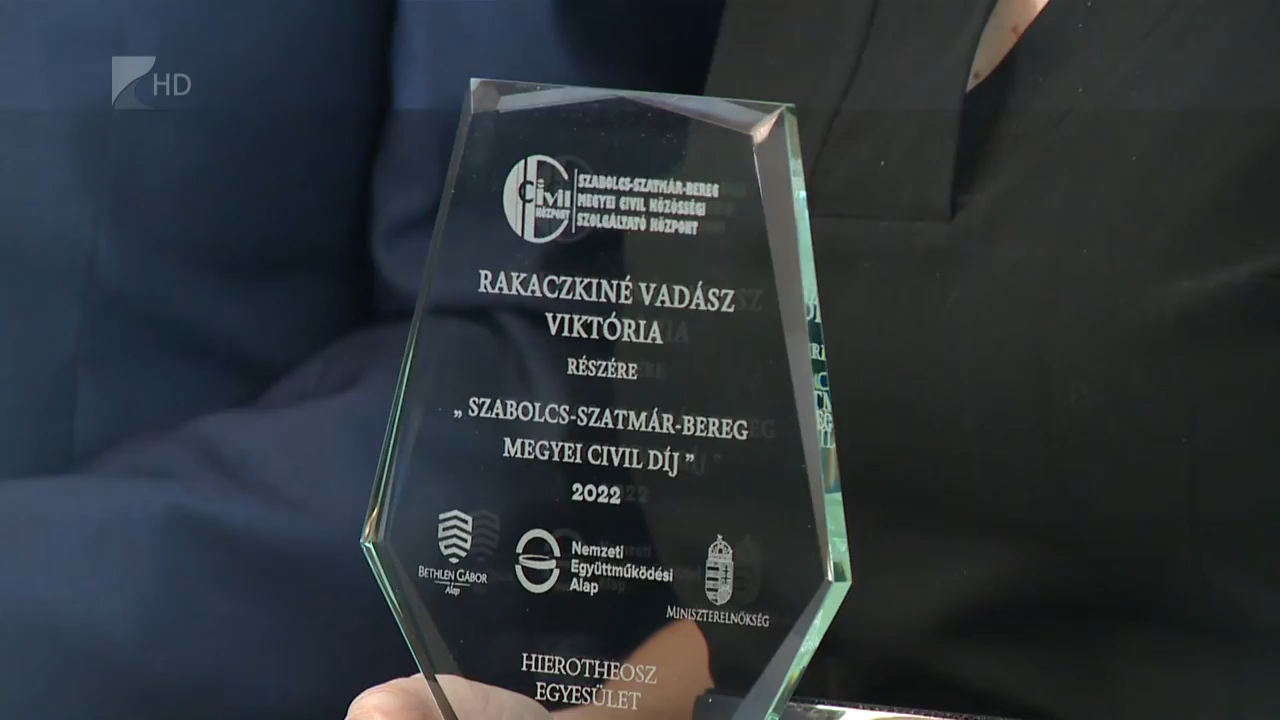 HD
Civil
KÖZPONT
SZABOLCS-SZATMÁR-BEREG
MEGYEI CIVIL KÖZÖSSÉGI
SZOLGÁLTATÓ KÖZPONT
RAKACZKINÉ VADÁSZ
VIKTÓRIA
RÉSZÉRE
„ SZABOLCS-SZATMÁR-BEREG
MEGYEI CIVIL DÍJ ”
2022
BETHLEN GÁBOR
Alap
Nemzeti
Együttműködési
Alap
MINISZTERELNÖKSÉG
HIEROTHEOSZ
EGYESÜLET